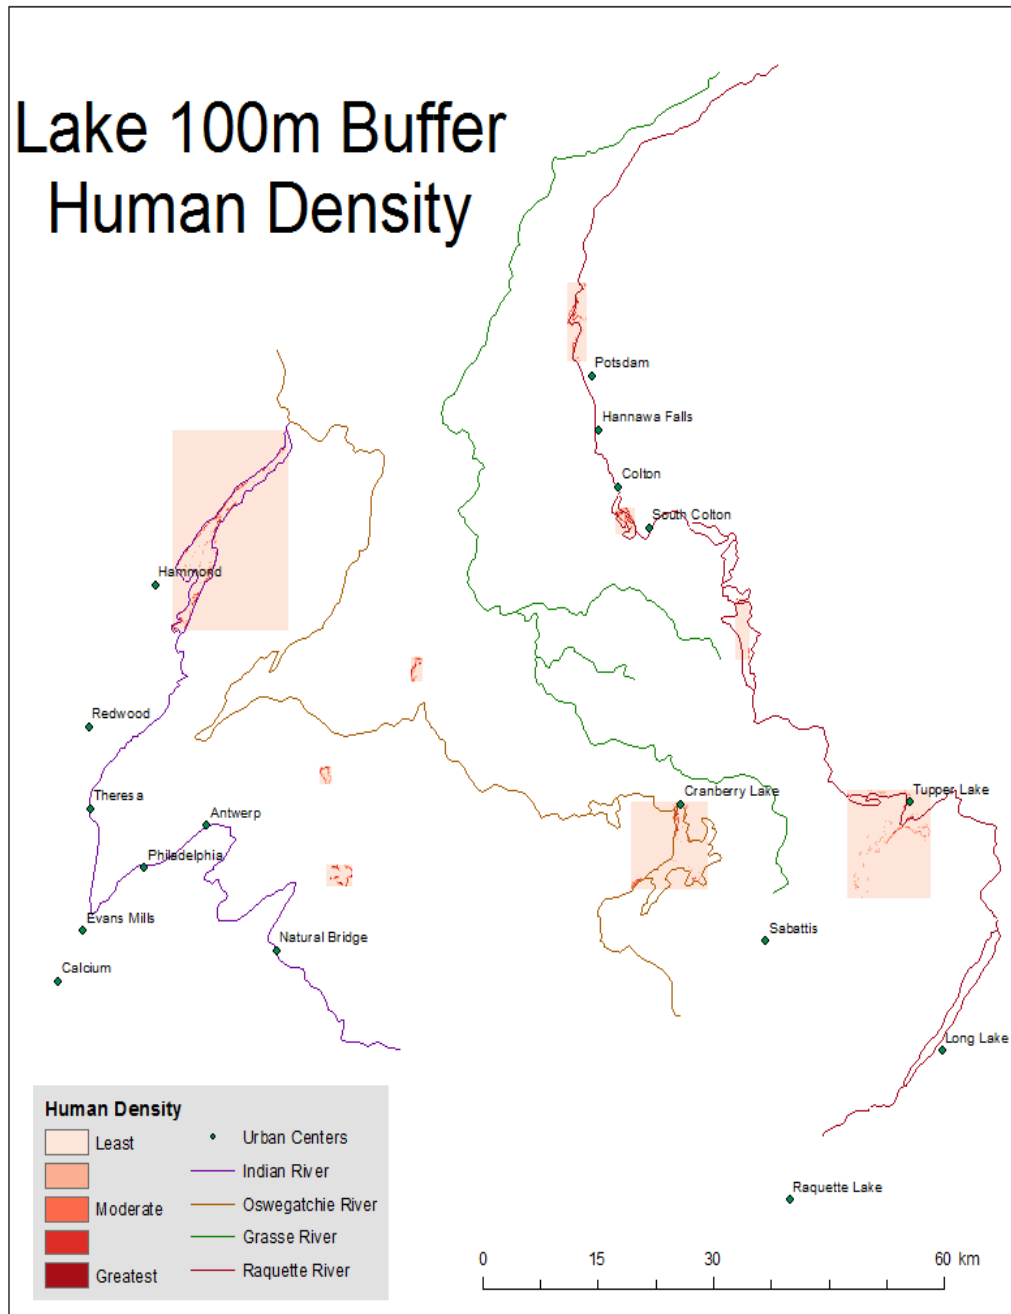 Lake 100m Buffer
Human Density
Potsdam
Hannawa Falls
Colton
South Colton
Hammond
Redwood
Theresa
Antwerp
Philadelphia
Evans Mills
Calcium
Natural Bridge
Cranberry Lake
Tupper Lake
Sabattis
Long Lake
Raquette Lake
Human Density
Least
Moderate
Greatest
Urban Centers
Indian River
Oswegatchie River
Grasse River
Raquette River
0 15 30 60 km